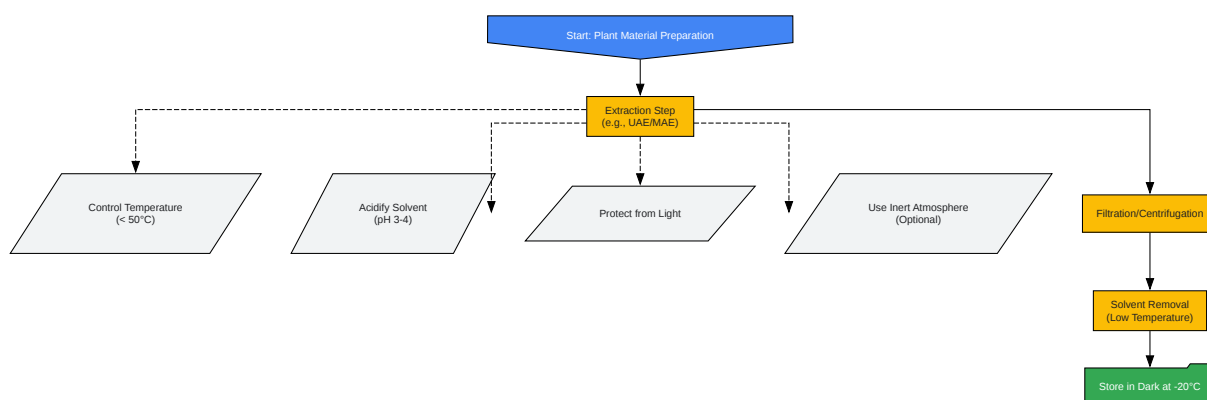 Start: Plant Material Preparation
Extraction Step
(e.g., UAE/MAE)
Control Temperature
(< 50°C)
Acidify Solvent
(pH 3-4)
Protect from Light
Use Inert Atmosphere
(Optional)
Filtration/Centrifugation
Solvent Removal
(Low Temperature)
Store in Dark at -20°C